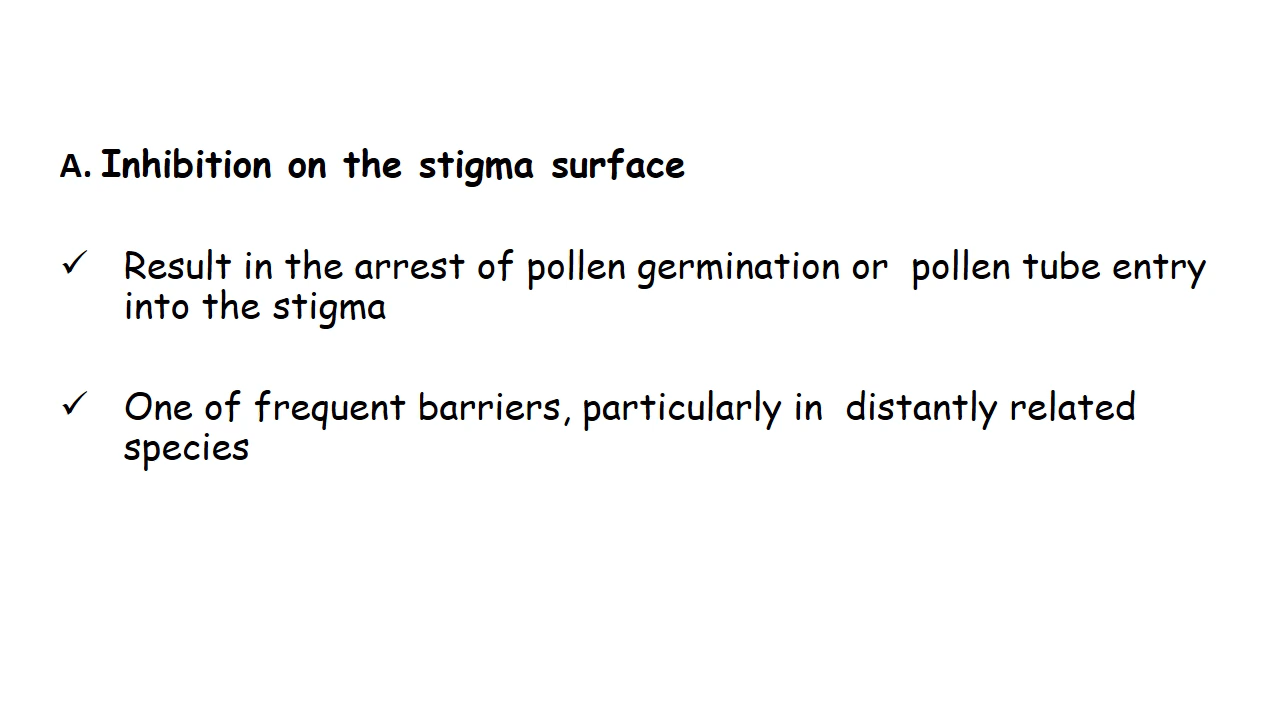 A. Inhibition on the stigma surface
✓ Result in the arrest of pollen germination or pollen tube entry
into the stigma
✓ One of frequent barriers, particularly in distantly related
species